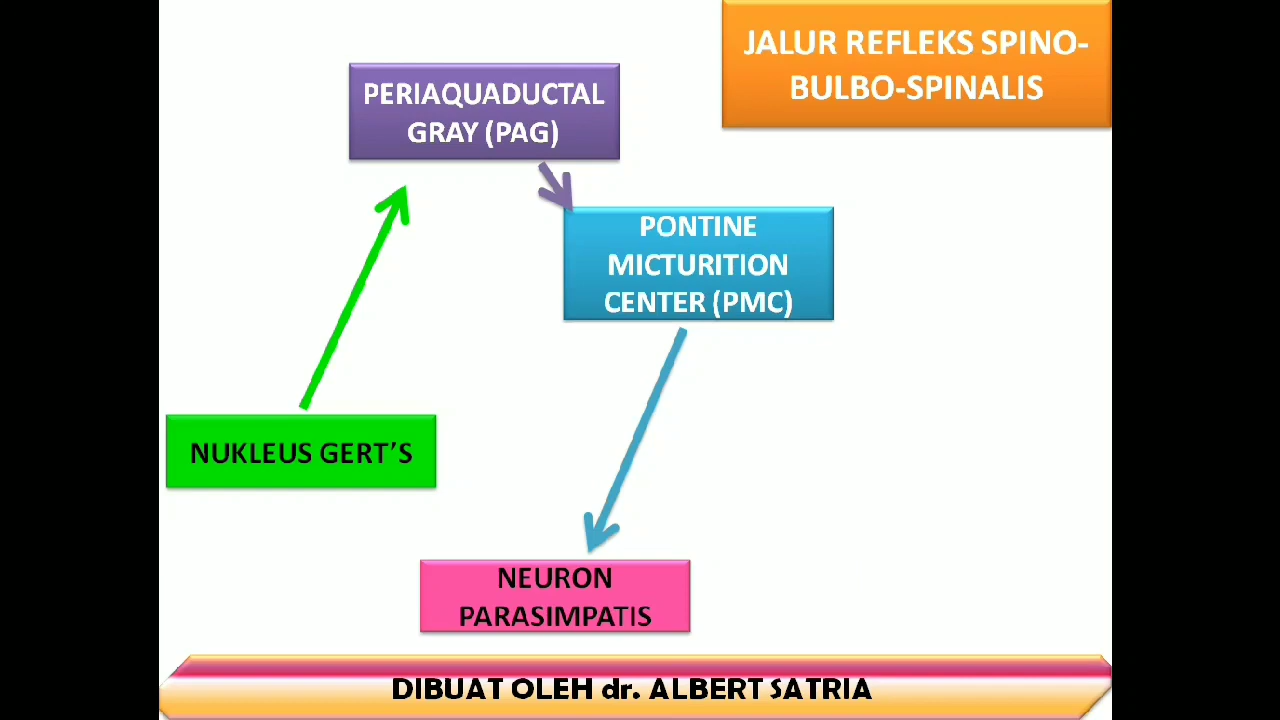 JALUR REFLEKS SPINO-
BULBO-SPINALIS
PERIAQUADUCTAL
GRAY (PAG)
PONTINE
MICTURITION
CENTER (PMC)
NUKLEUS GERT’S
NEURON
PARASIMPATIS
DIBUAT OLEH dr. ALBERT SATRIA